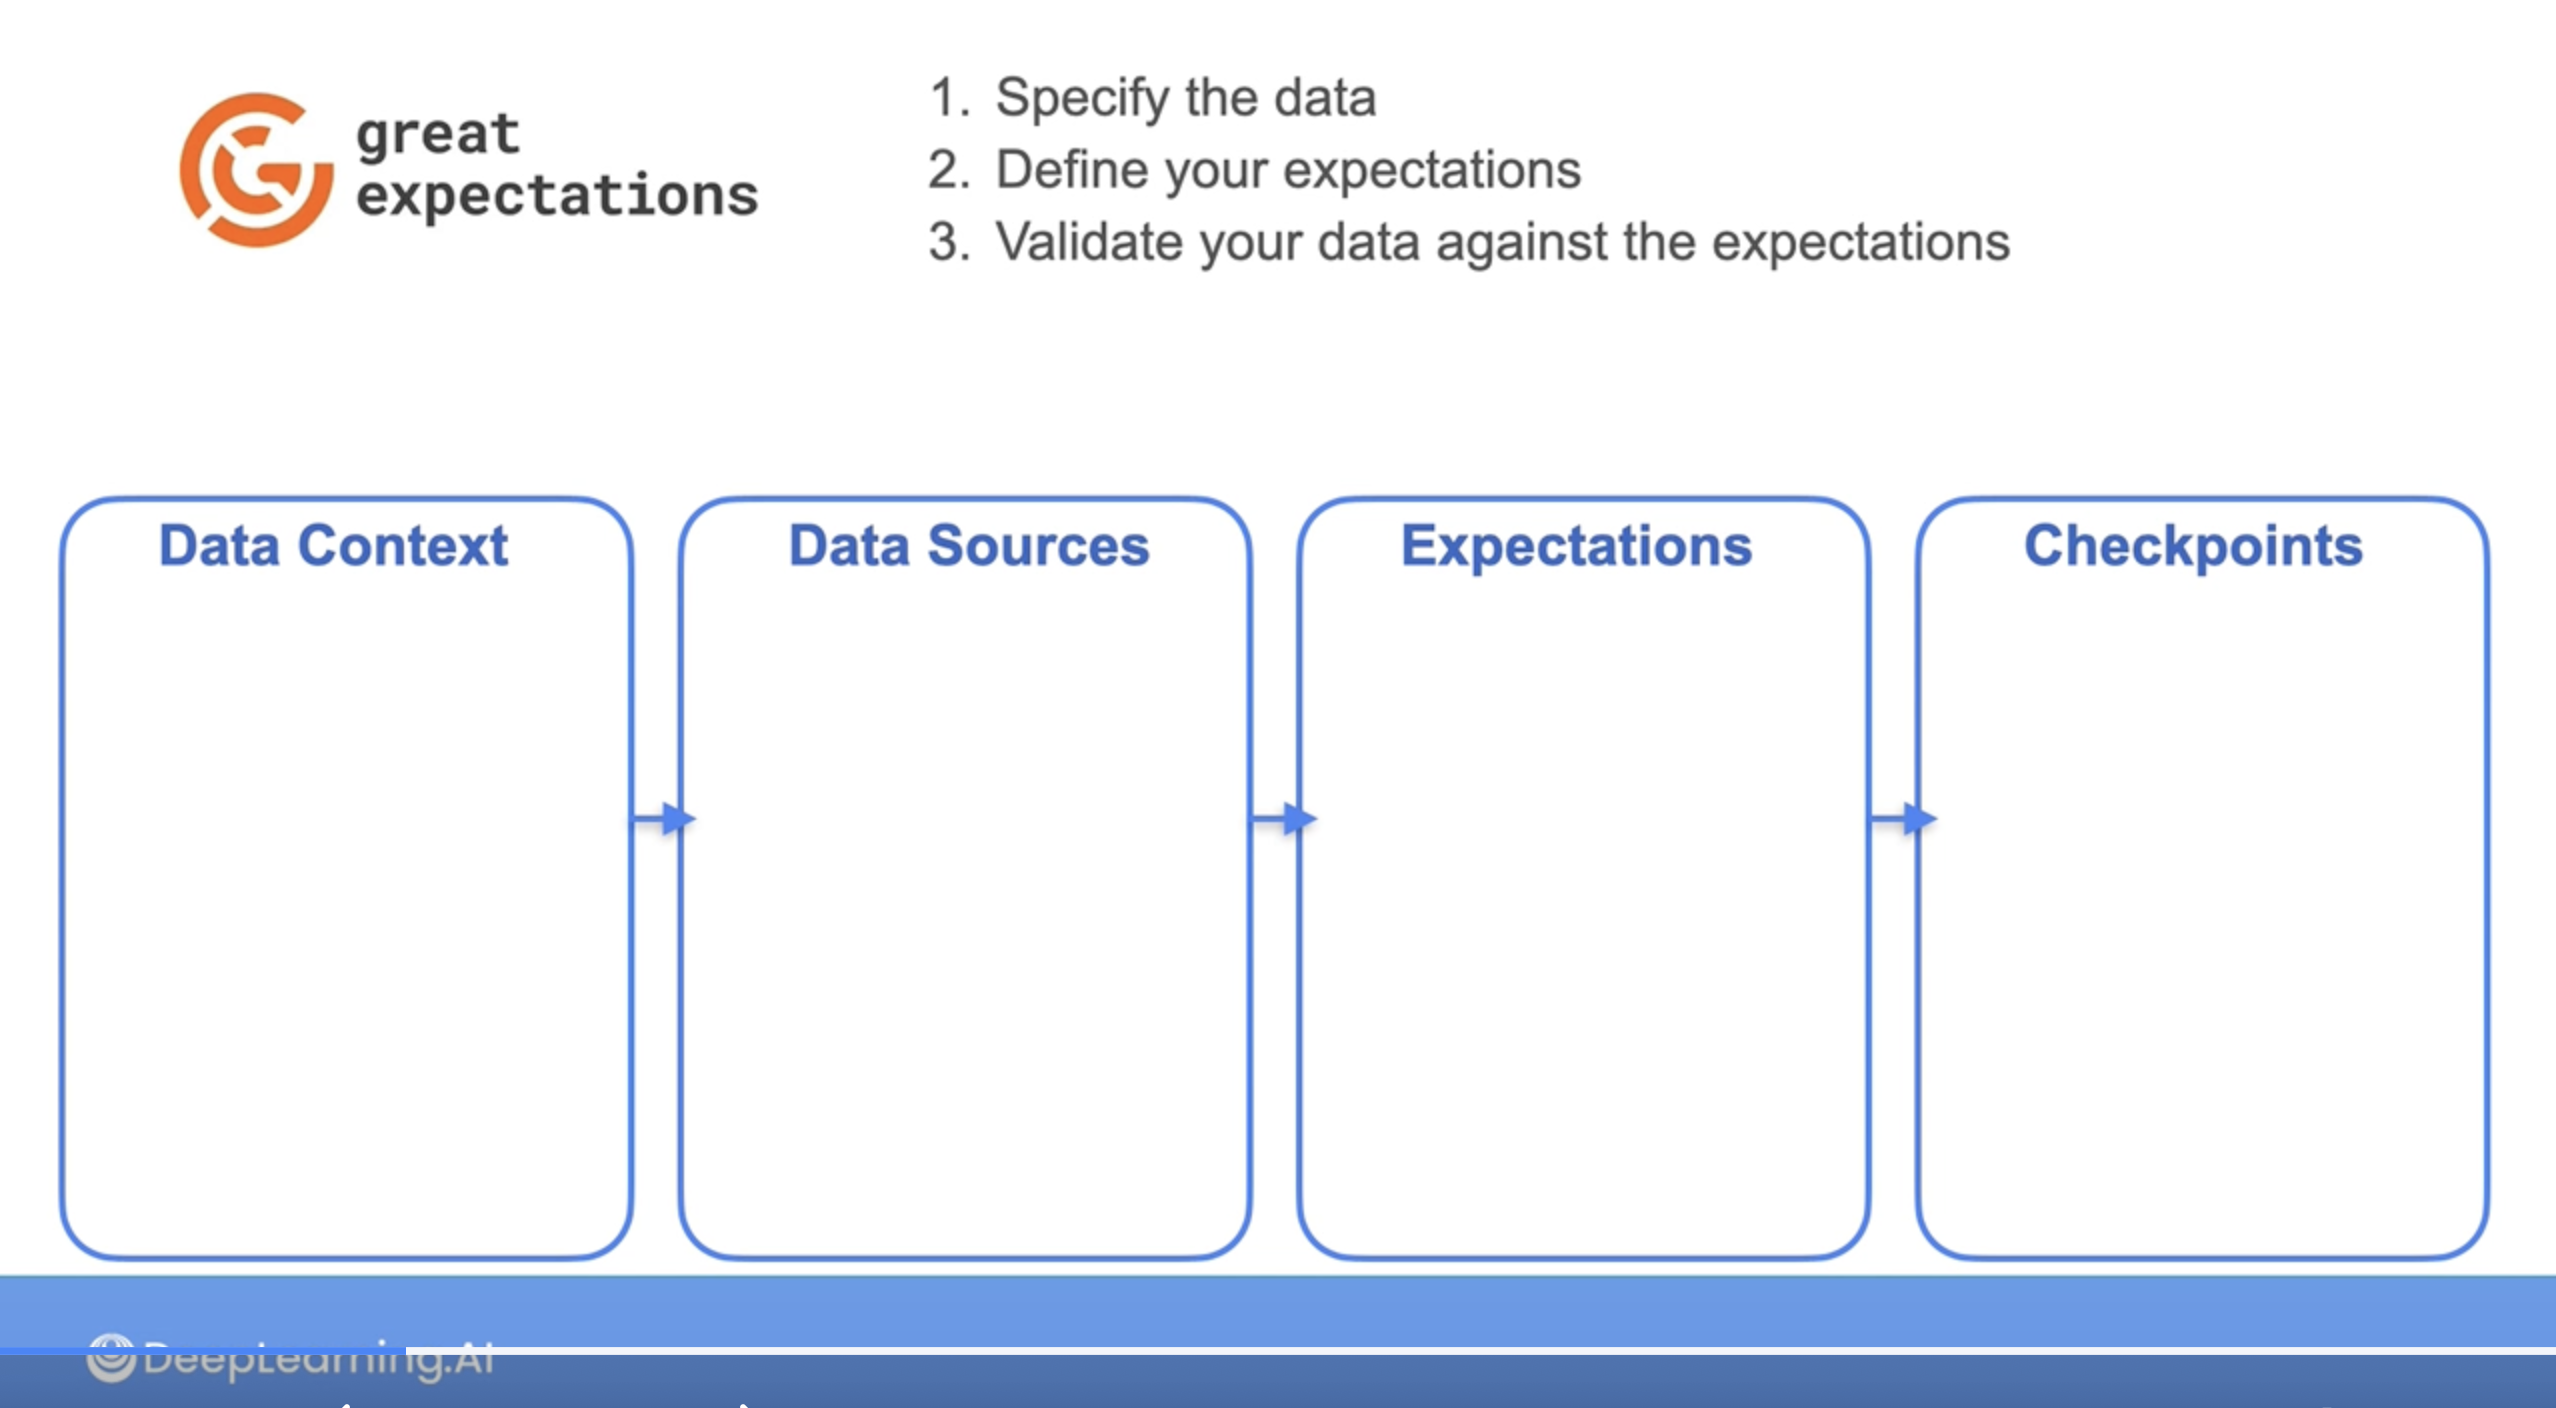 great
expectations
1. Specify the data
2. Define your expectations
3. Validate your data against the expectations
Data Context
Data Sources
Expectations
Checkpoints
DeepLearning.AI